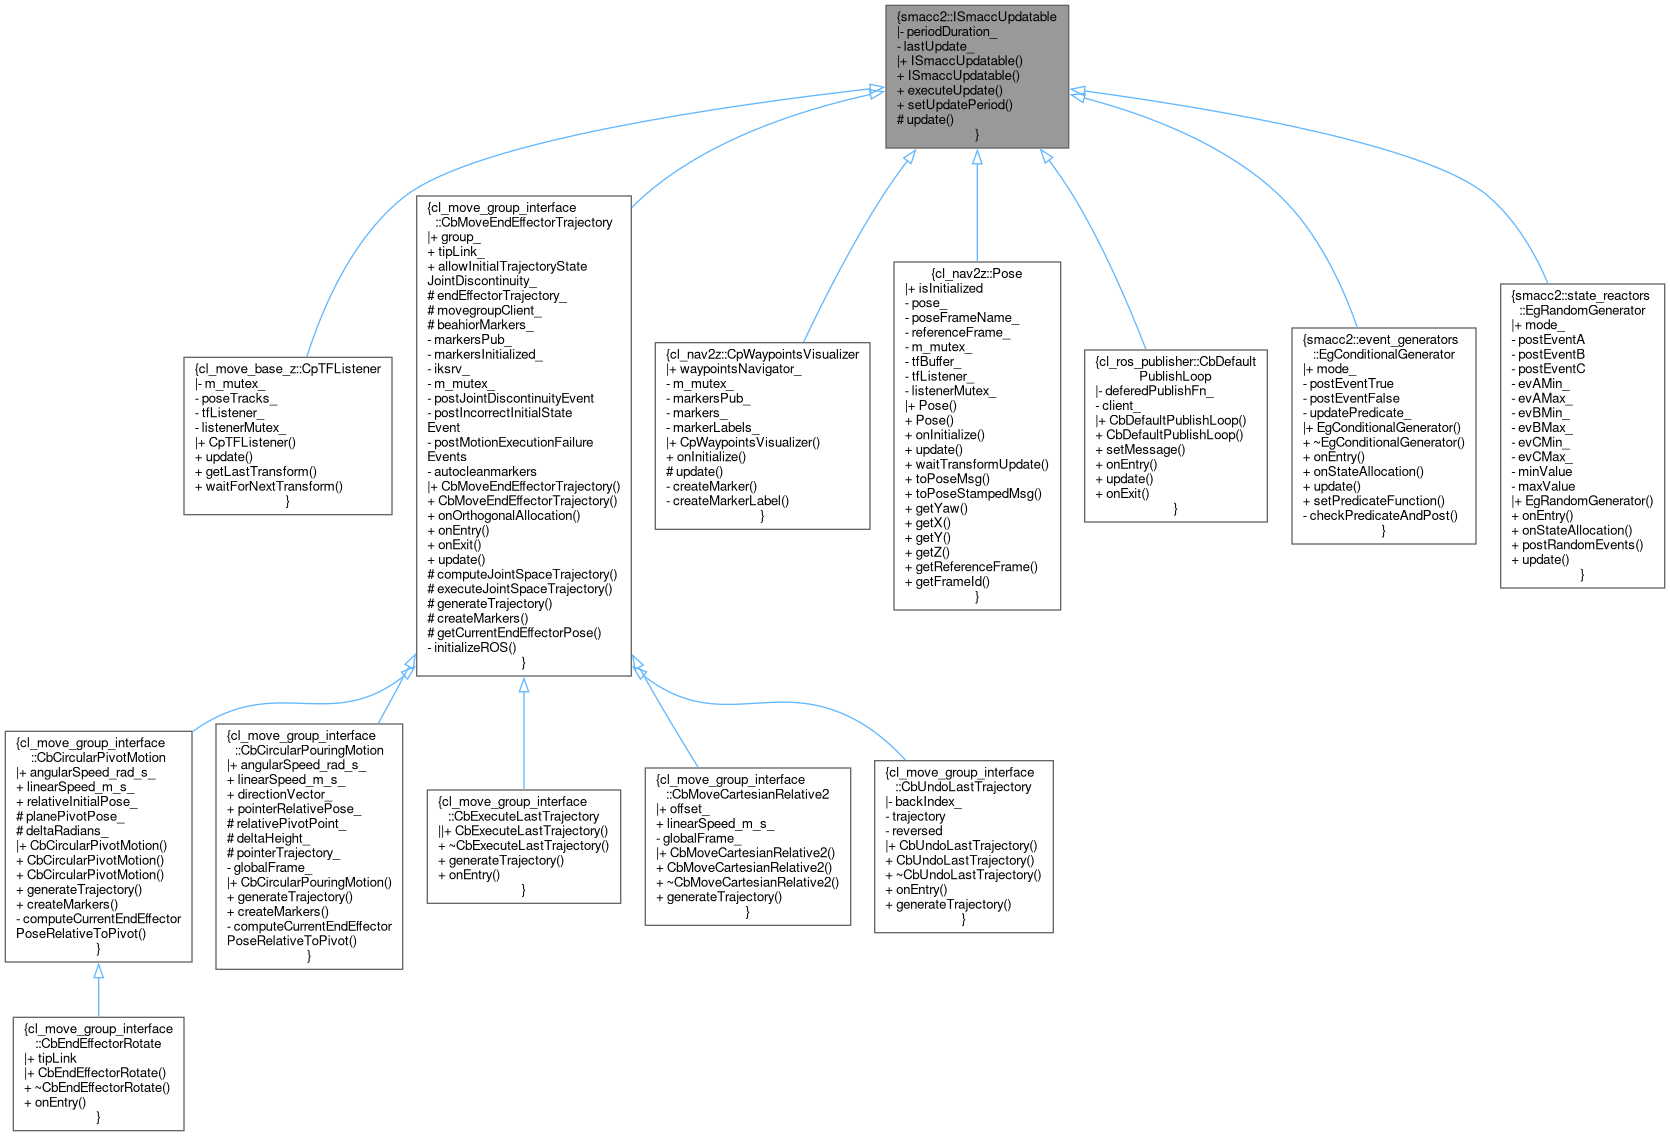 {smacc2::ISmaccUpdatable
|- periodDuration_
- lastUpdate_
|+ ISmaccUpdatable()
+ ISmaccUpdatable()
+ executeUpdate()
+ setUpdatePeriod()
# update()
}
{cl_move_base_z::CpTFListener
|- m_mutex_
- poseTracks_
- tfListener_
- listenerMutex_
|+ CpTFListener()
+ update()
+ getLastTransform()
+ waitForNextTransform()
}
{cl_move_group_interface
::CbMoveEndEffectorTrajectory
|+ group_
+ tipLink_
+ allowInitialTrajectoryState
JointDiscontinuity_
# endEffectorTrajectory_
# movegroupClient_
# beahiorMarkers_
- markersPub_
- markersInitialized_
- iksrv_
- m_mutex_
- postJointDiscontinuityEvent
- postIncorrectInitialState
Event
- postMotionExecutionFailure
Events
- autocleanmarkers
|+ CbMoveEndEffectorTrajectory()
+ CbMoveEndEffectorTrajectory()
+ onOrthogonalAllocation()
+ onEntry()
+ onExit()
+ update()
# computeJointSpaceTrajectory()
# executeJointSpaceTrajectory()
# generateTrajectory()
# createMarkers()
# getCurrentEndEffectorPose()
- initializeROS()
}
{cl_nav2z::CpWaypointsVisualizer
|+ waypointsNavigator_
- m_mutex_
- markersPub_
- markers_
- markerLabels_
|+ CpWaypointsVisualizer()
+ onInitialize()
# update()
- createMarker()
- createMarkerLabel()
}
{cl_nav2z::Pose
|+ isInitialized
- pose_
- poseFrameName_
- referenceFrame_
- m_mutex_
- tfBuffer_
- tfListener_
- listenerMutex_
|+ Pose()
+ Pose()
+ onInitialize()
+ update()
+ waitTransformUpdate()
+ toPoseMsg()
+ toPoseStampedMsg()
+ getYaw()
+ getX()
+ getY()
+ getZ()
+ getReferenceFrame()
+ getFrameId()
}
{cl_ros_publisher::CbDefault
PublishLoop
|- deferedPublishFn_
- client_
|+ CbDefaultPublishLoop()
+ CbDefaultPublishLoop()
+ setMessage()
+ onEntry()
+ update()
+ onExit()
}
{smacc2::event_generators
::EgConditionalGenerator
|+ mode_
- postEventTrue
- postEventFalse
- updatePredicate_
|+ EgConditionalGenerator()
+ ~EgConditionalGenerator()
+ onEntry()
+ onStateAllocation()
+ update()
+ setPredicateFunction()
- checkPredicateAndPost()
}
{smacc2::state_reactors
::EgRandomGenerator
|+ mode_
- postEventA
- postEventB
- postEventC
- evAMin_
- evAMax_
- evBMin_
- evBMax_
- evCMin_
- evCMax_
- minValue
- maxValue
|+ EgRandomGenerator()
+ onEntry()
+ onStateAllocation()
+ postRandomEvents()
+ update()
}
{cl_move_group_interface
::CbCircularPivotMotion
|+ angularSpeed_rad_s_
+ linearSpeed_m_s_
+ relativeInitialPose_
# planePivotPose_
# deltaRadians_
|+ CbCircularPivotMotion()
+ CbCircularPivotMotion()
+ CbCircularPivotMotion()
+ generateTrajectory()
+ createMarkers()
- computeCurrentEndEffector
PoseRelativeToPivot()
}
{cl_move_group_interface
::CbCircularPouringMotion
|+ angularSpeed_rad_s_
+ linearSpeed_m_s_
+ directionVector_
+ pointerRelativePose_
# relativePivotPoint_
# deltaHeight_
# pointerTrajectory_
- globalFrame_
|+ CbCircularPouringMotion()
+ generateTrajectory()
+ createMarkers()
- computeCurrentEndEffector
PoseRelativeToPivot()
}
{cl_move_group_interface
::CbExecuteLastTrajectory
||+ CbExecuteLastTrajectory()
+ ~CbExecuteLastTrajectory()
+ generateTrajectory()
+ onEntry()
}
{cl_move_group_interface
::CbMoveCartesianRelative2
|+ offset_
+ linearSpeed_m_s_
- globalFrame_
|+ CbMoveCartesianRelative2()
+ CbMoveCartesianRelative2()
+ ~CbMoveCartesianRelative2()
+ generateTrajectory()
}
{cl_move_group_interface
::CbUndoLastTrajectory
|- backIndex_
- trajectory
- reversed
|+ CbUndoLastTrajectory()
+ CbUndoLastTrajectory()
+ ~CbUndoLastTrajectory()
+ onEntry()
+ generateTrajectory()
}
{cl_move_group_interface
::CbEndEffectorRotate
|+ tipLink
|+ CbEndEffectorRotate()
+ ~CbEndEffectorRotate()
+ onEntry()
}